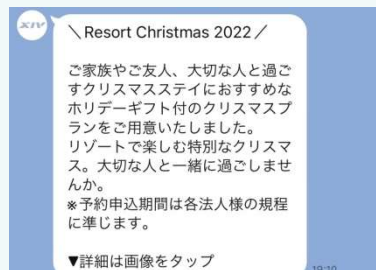 XIV
＼Resort Christmas 2022／
ご家族やご友人、大切な人と過ご
すクリスマスステイにおすすめな
ホリデーギフト付のクリスマスプ
ランをご用意いたしました。
リゾートで楽しむ特別なクリスマ
ス。大切な人と一緒に過ごしませ
んか。
※予約申込期間は各法人様の規程
に準じます。
▼詳細は画像をタップ
19:10